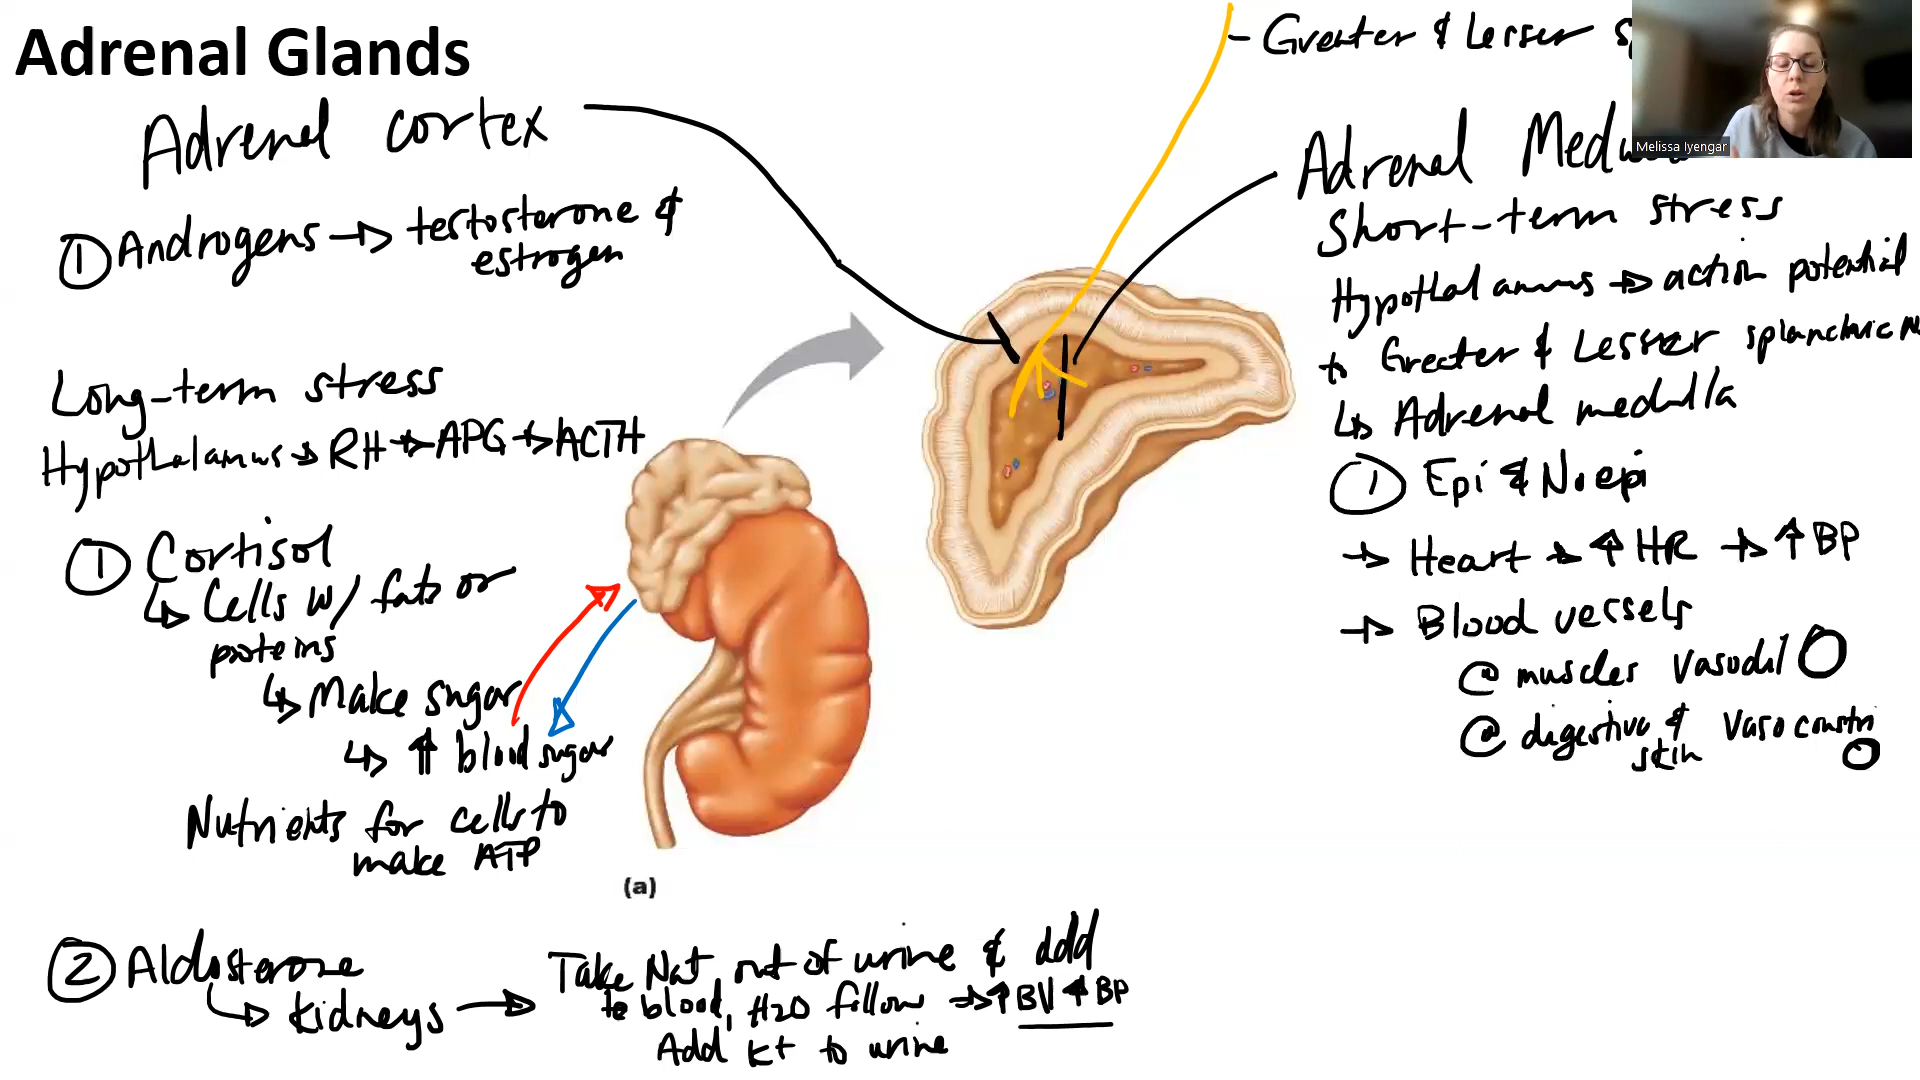 Adrenal Glands
Adrenal cortex
① Androgens → testosterone &
estrogen
Long-term stress
Hypothalamus → RH → APG → ACTH
① Cortisol
↳ Cells w/ fats or
proteins
↳ Make sugar
↳ ⇑ blood sugar
Nutrients for cells to
make ATP
(a)
② Aldosterone
↳ kidneys →
Take Na+ out of urine & add
to blood, H2O follow → ↑ BV ↑ BP
Add K+ to urine
- Greater & Lesser
Melissa Iyengar
Adrenal
Short-term stress
Hypothalamus → action potential
to Greater & Lesser splanchnic
↳ Adrenal medulla
① Epi & Norepi
→ Heart → ↑ HR → ↑ BP
→ Blood vessels
@ muscles vasodil
@ digestive & vasoconstri
skin